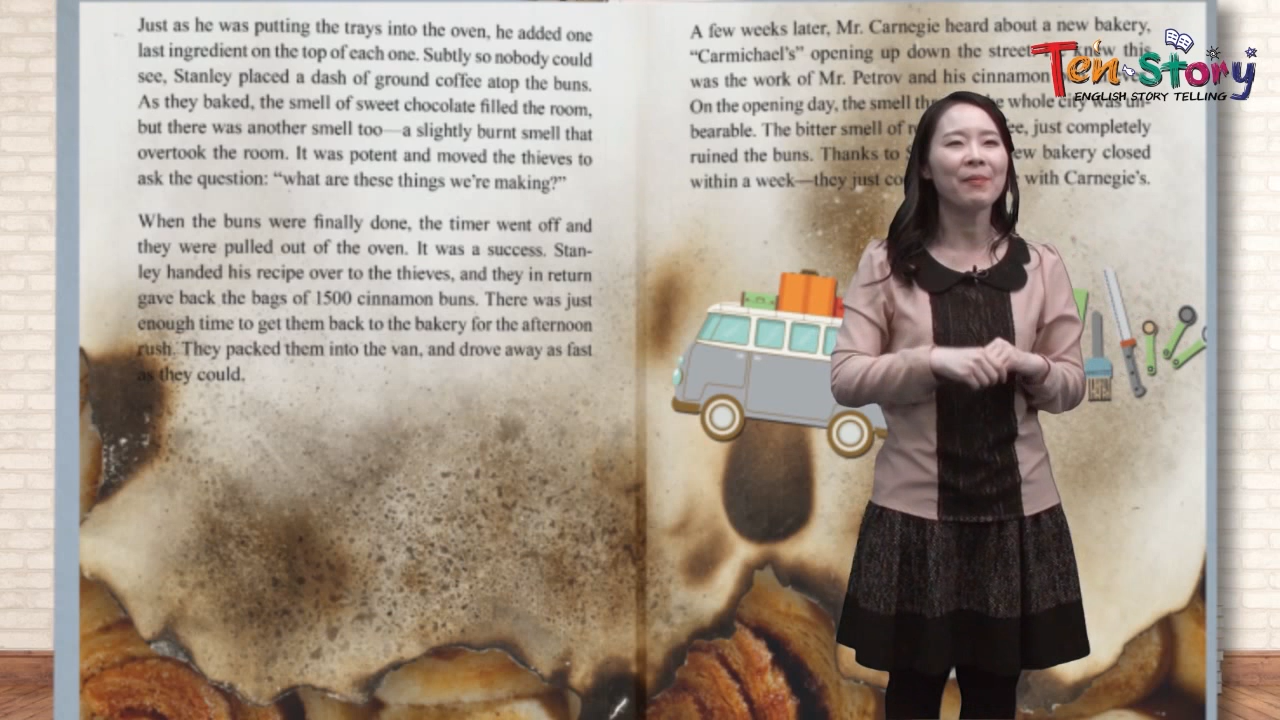 Just as he was putting the trays into the oven, he added one
last ingredient on the top of each one. Subtly so nobody could
see, Stanley placed a dash of ground coffee atop the buns.
As they baked, the smell of sweet chocolate filled the room,
but there was another smell too—a slightly burnt smell that
overtook the room. It was potent and moved the thieves to
ask the question: “what are these things we’re making?”
When the buns were finally done, the timer went off and
they were pulled out of the oven. It was a success. Stan-
ley handed his recipe over to the thieves, and they in return
gave back the bags of 1500 cinnamon buns. There was just
enough time to get them back to the bakery for the afternoon
rush. They packed them into the van, and drove away as fast
as they could.
A few weeks later, Mr. Carnegie heard about a new bakery,
“Carmichael’s” opening up down the street knew this
was the work of Mr. Petrov and his cinnamon
On the opening day, the smell whole city was un-
bearable. The bitter smell of just completely
ruined the buns. Thanks to bakery closed
within a week—they just with Carnegie’s.
Ten Story
ENGLISH STORY TELLING